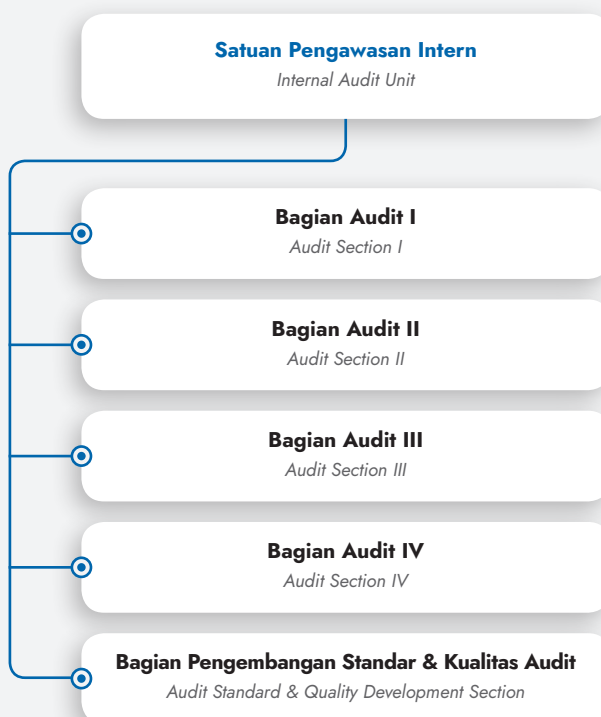 Satuan Pengawasan Intern
Internal Audit Unit
Bagian Audit I
Audit Section I
Bagian Audit II
Audit Section II
Bagian Audit III
Audit Section III
Bagian Audit IV
Audit Section IV
Bagian Pengembangan Standar & Kualitas Audit
Audit Standard & Quality Development Section